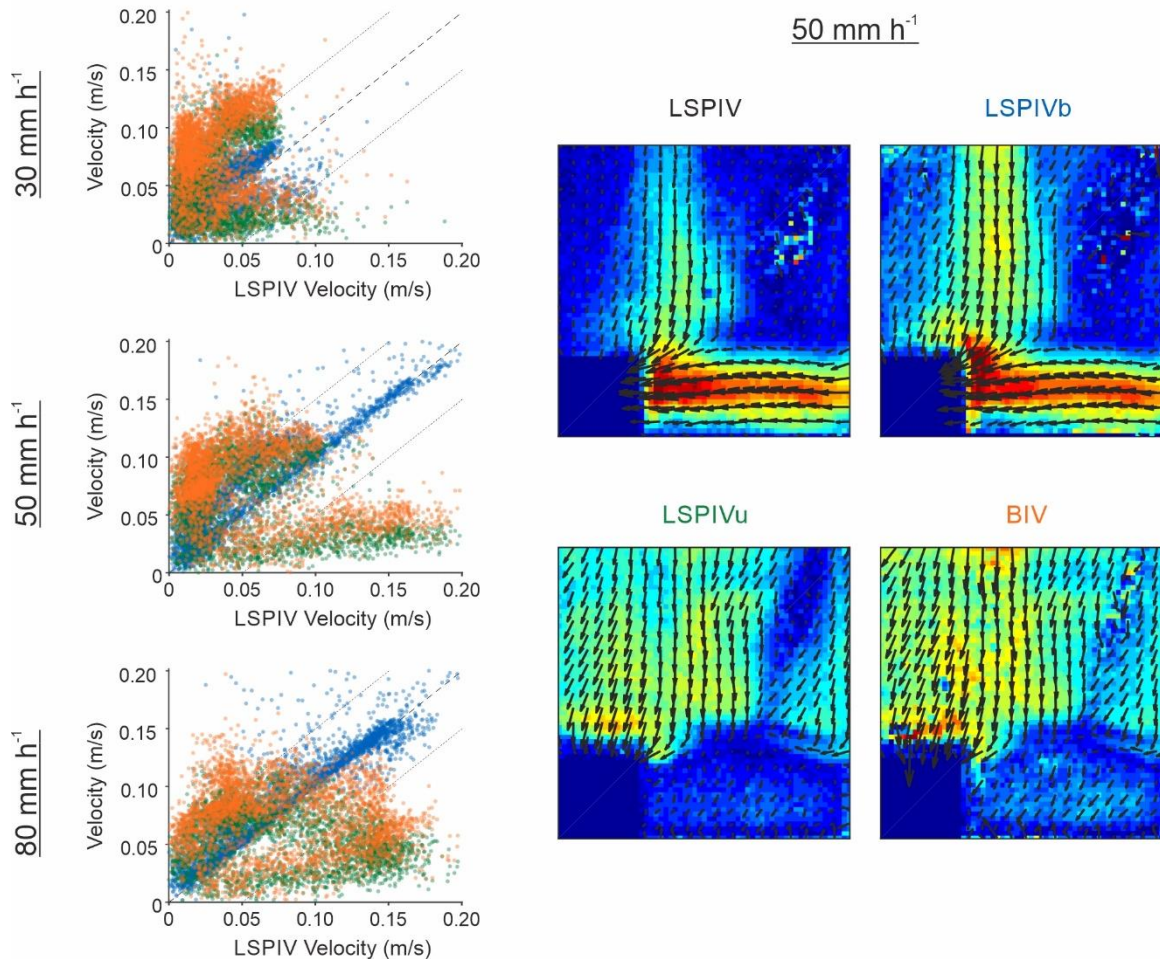 30 mm h-1
Velocity (m/s)
0.20
0.15
0.10
0.05
0
0 0.05 0.10 0.15 0.20
LSPIV Velocity (m/s)
50 mm h-1
Velocity (m/s)
0.20
0.15
0.10
0.05
0
0 0.05 0.10 0.15 0.20
LSPIV Velocity (m/s)
80 mm h-1
Velocity (m/s)
0.20
0.15
0.10
0.05
0
0 0.05 0.10 0.15 0.20
LSPIV Velocity (m/s)
50 mm h-1
LSPIV LSPIVb
LSPIVu BIV